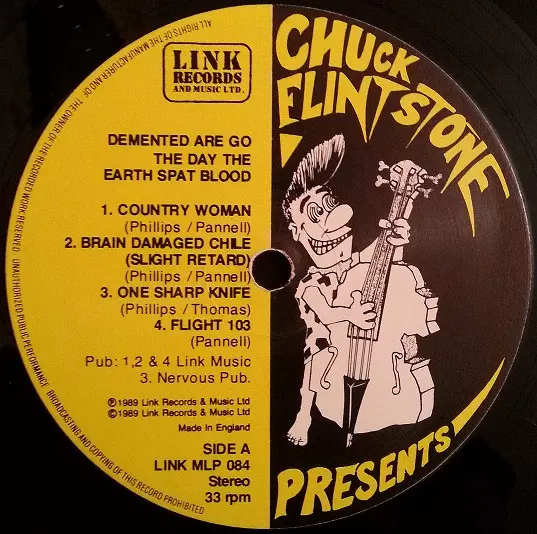 LINK
RECORDS
AND MUSIC LTD.
DEMENTED ARE GO
THE DAY THE
EARTH SPAT BLOOD
1. COUNTRY WOMAN
(Phillips / Pannell)
2. BRAIN DAMAGED CHILE
(SLIGHT RETARD)
(Phillips / Pannell)
3. ONE SHARP KNIFE
(Phillips / Thomas)
4. FLIGHT 103
(Pannell)
Pub: 1,2 & 4 Link Music
3. Nervous Pub.
℗1989 Link Records & Music Ltd
©1989 Link Records & Music Ltd
Made in England
SIDE A
LINK MLP 084
Stereo
33 rpm
CHUCK
FLINTSTONE
PRESENTS
ALL RIGHTS OF THE MANUFACTURER AND OF THE OWNER OF THE RECORDED WORK RESERVED UNAUTHORIZED PUBLIC PERFORMANCE BROADCASTING AND COPYING OF THIS RECORD PROHIBITED